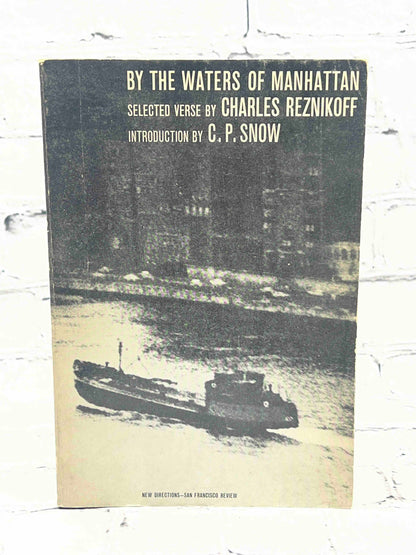 BY THE WATERS OF MANHATTAN
SELECTED VERSE BY CHARLES REZNIKOFF
INTRODUCTION BY C. P. SNOW
NEW DIRECTIONS—SAN FRANCISCO REVIEW